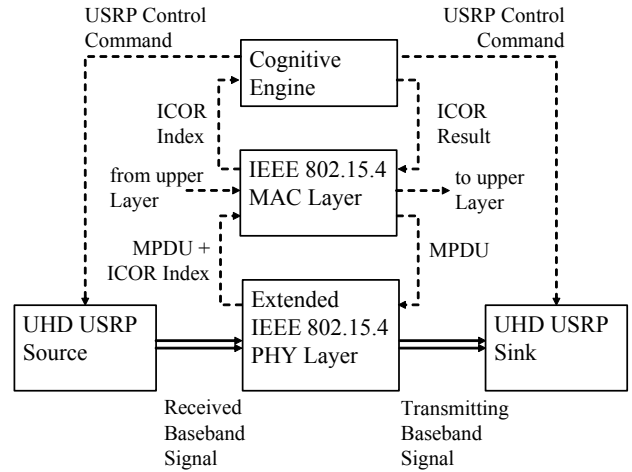 USRP Control
Command
USRP Control
Command
Cognitive
Engine
ICOR
Index
ICOR
Result
from upper
Layer
IEEE 802.15.4
MAC Layer
to upper
Layer
MPDU +
ICOR Index
MPDU
UHD USRP
Source
Extended
IEEE 802.15.4
PHY Layer
UHD USRP
Sink
Received
Baseband
Signal
Transmitting
Baseband
Signal